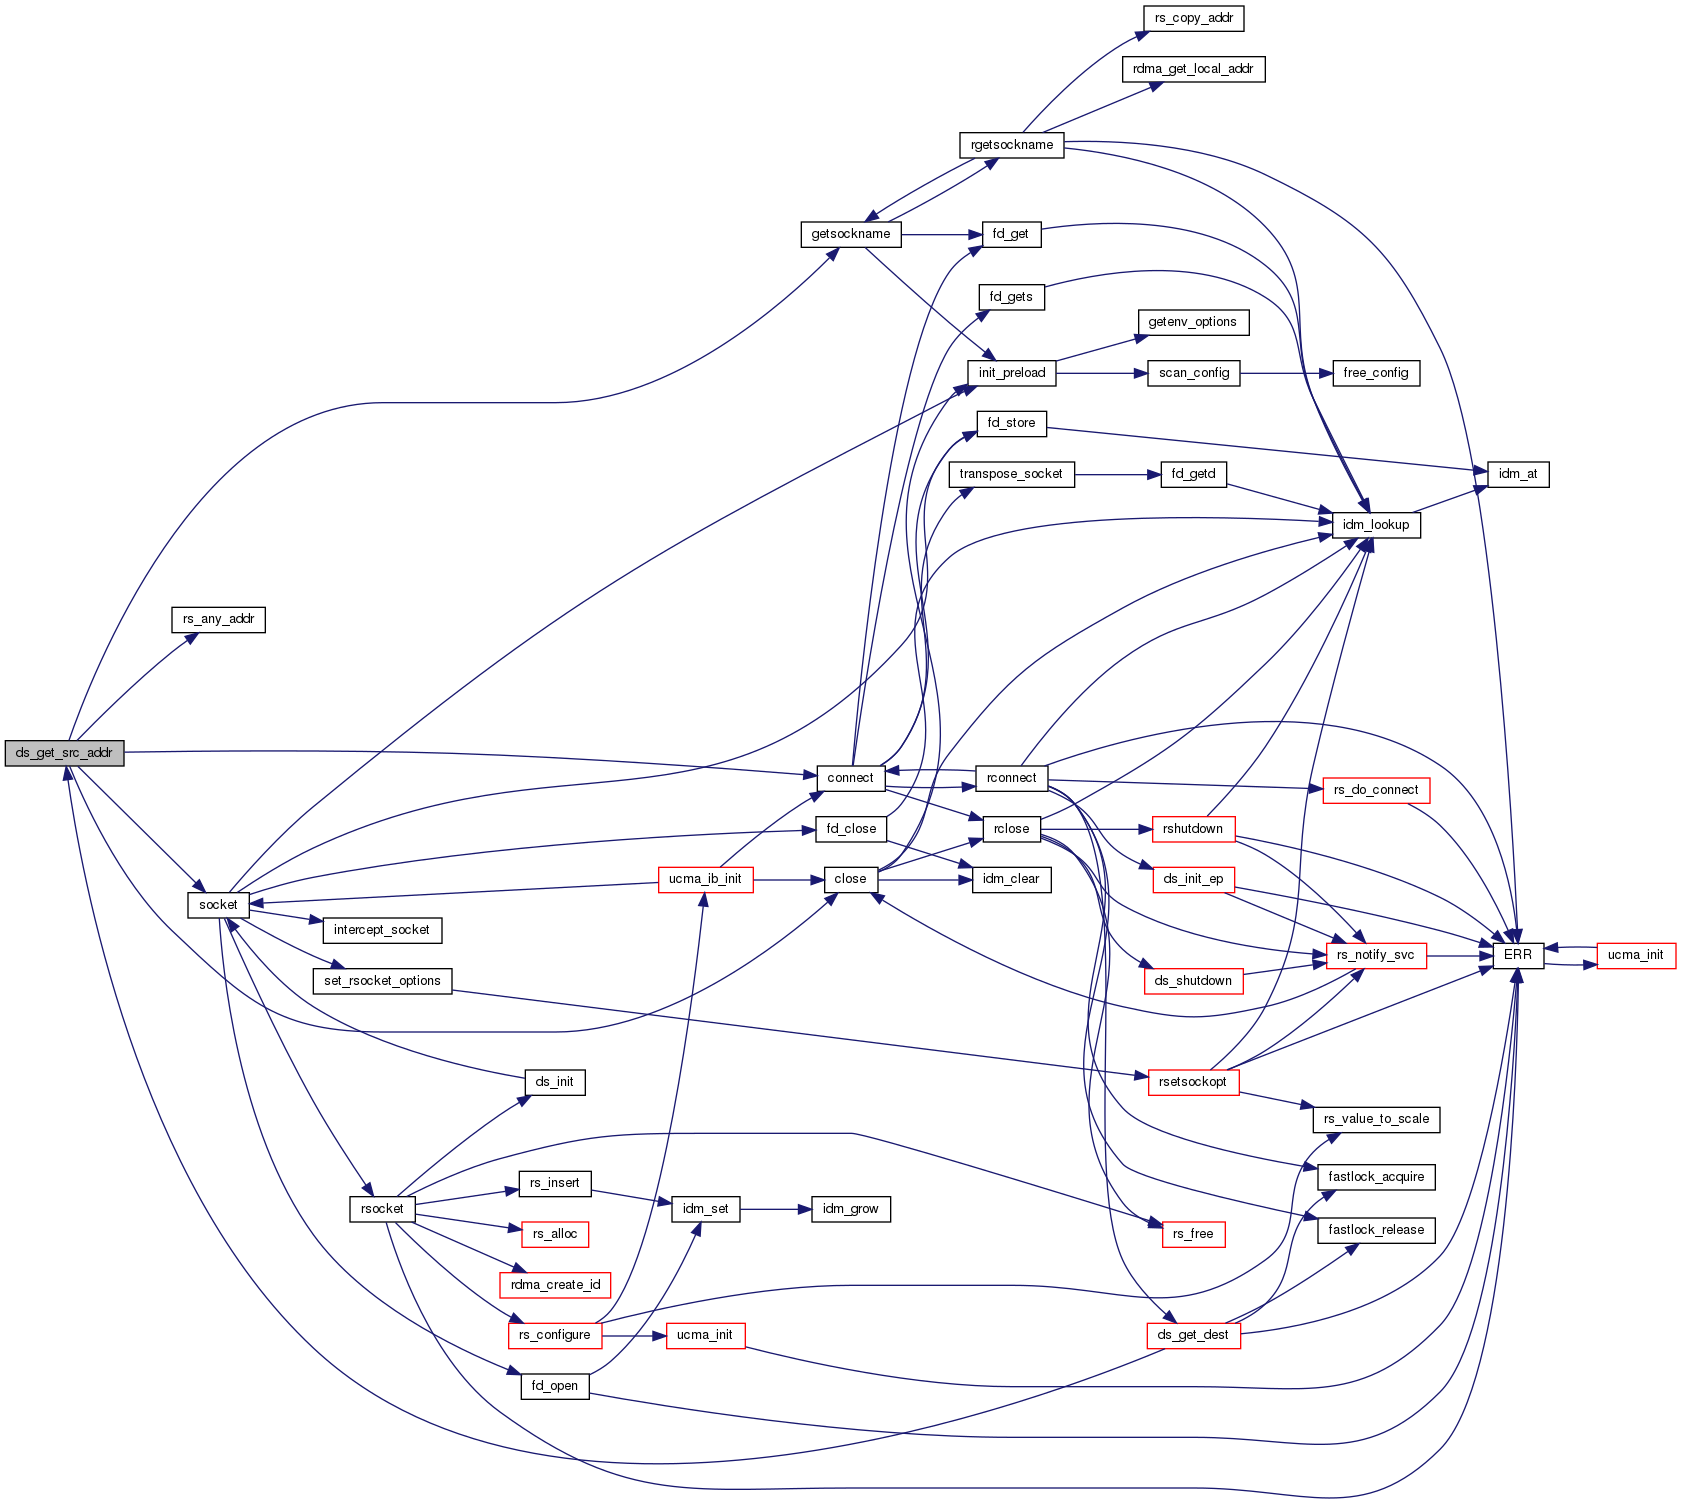 rs_copy_addr
rdma_get_local_addr
rgetsockname
getsockname
fd_get
fd_gets
getenv_options
init_preload
scan_config
free_config
fd_store
transpose_socket
fd_getd
idm_at
idm_lookup
rs_any_addr
ds_get_src_addr
connect
rconnect
rs_do_connect
fd_close
rclose
rshutdown
ucma_ib_init
close
idm_clear
ds_init_ep
socket
intercept_socket
rs_notify_svc
ERR
ucma_init
set_rsocket_options
ds_shutdown
ds_init
rsetsockopt
rs_value_to_scale
rs_insert
fastlock_acquire
rsocket
idm_set
idm_grow
rs_alloc
rs_free
fastlock_release
rdma_create_id
rs_configure
ucma_init
ds_get_dest
fd_open